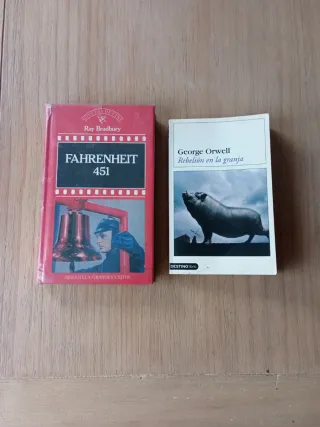 Ray Bradbury
FAHRENHEIT
451
George Orwell
Rebelión en la granja
DESTINO